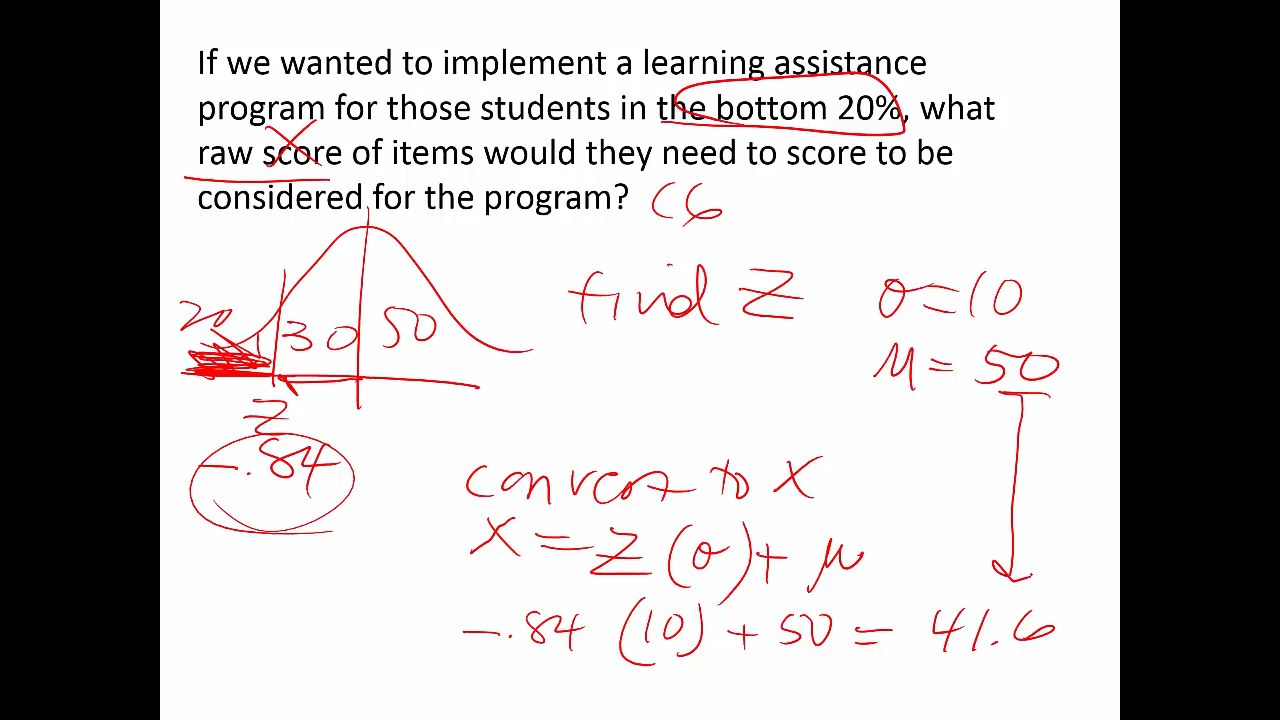 If we wanted to implement a learning assistance
program for those students in the bottom 20%, what
raw score of items would they need to score to be
considered for the program?
X
C6
20
30
50
find Z
σ=10
μ=50
Z
-.84
convert to X
X=Z(σ)+μ
-.84(10)+50=41.6